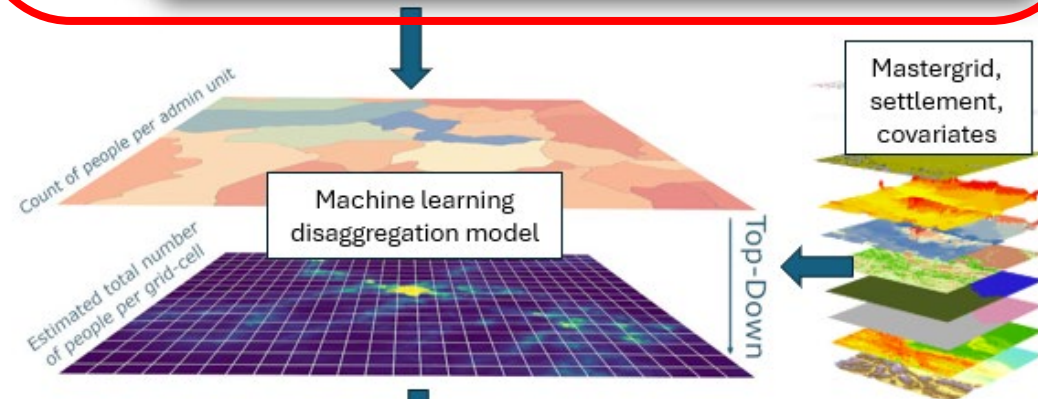 Count of people per admin unit
Mastergrid,
settlement,
covariates
Machine learning
disaggregation model
Top-Down
Estimated total number
of people per grid-cell